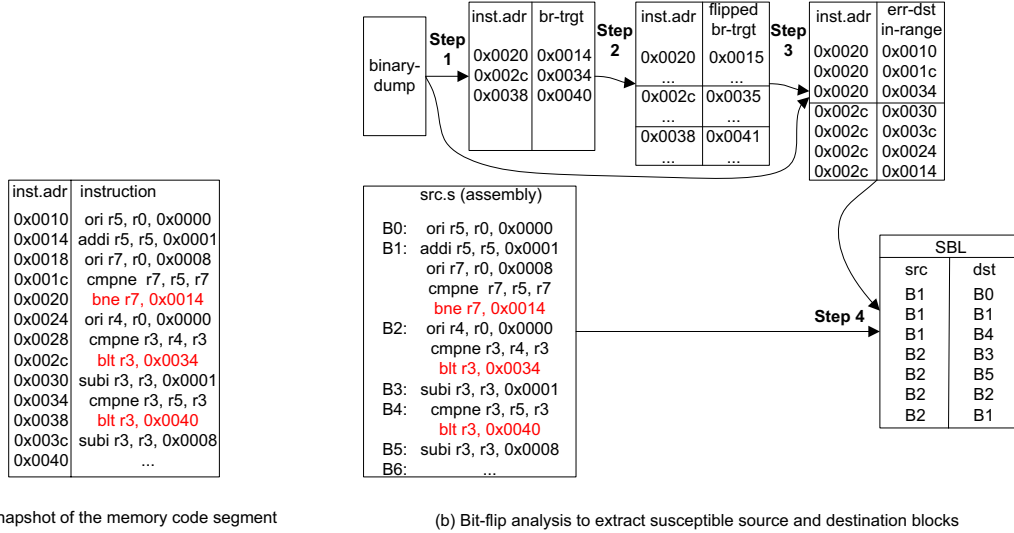 inst.adr instruction
0x0010 ori r5, r0, 0x0000
0x0014 addi r5, r5, 0x0001
0x0018 ori r7, r0, 0x0008
0x001c cmpne r7, r5, r7
0x0020 bne r7, 0x0014
0x0024 ori r4, r0, 0x0000
0x0028 cmpne r3, r4, r3
0x002c blt r3, 0x0034
0x0030 subi r3, r3, 0x0001
0x0034 cmpne r3, r5, r3
0x0038 blt r3, 0x0040
0x003c subi r3, r3, 0x0008
0x0040 ...
napshot of the memory code segment
binary-
dump
Step
1
inst.adr br-trgt
0x0020 0x0014
0x002c 0x0034
0x0038 0x0040
Step
2
inst.adr flipped
br-trgt
0x0020 0x0015
... ...
0x002c 0x0035
... ...
0x0038 0x0041
... ...
Step
3
inst.adr err-dst
in-range
0x0020 0x0010
0x0020 0x001c
0x0020 0x0034
0x002c 0x0030
0x002c 0x003c
0x002c 0x0024
0x002c 0x0014
src.s (assembly)
B0: ori r5, r0, 0x0000
B1: addi r5, r5, 0x0001
ori r7, r0, 0x0008
cmpne r7, r5, r7
bne r7, 0x0014
B2: ori r4, r0, 0x0000
cmpne r3, r4, r3
blt r3, 0x0034
B3: subi r3, r3, 0x0001
B4: cmpne r3, r5, r3
blt r3, 0x0040
B5: subi r3, r3, 0x0008
B6: ...
Step 4
SBL
src dst
B1 B0
B1 B1
B1 B4
B2 B3
B2 B5
B2 B2
B2 B1
(b) Bit-flip analysis to extract susceptible source and destination blocks